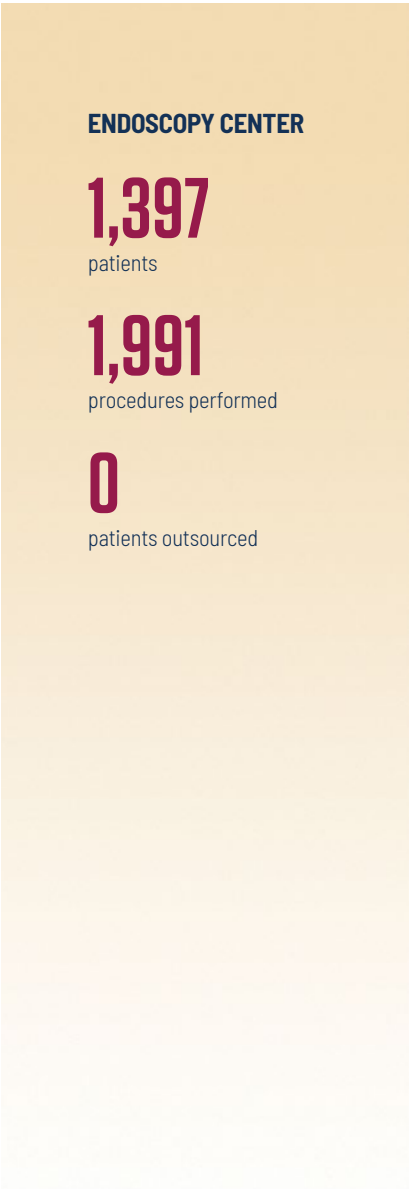 ENDOSCOPY CENTER
1,397
patients
1,991
procedures performed
0
patients outsourced